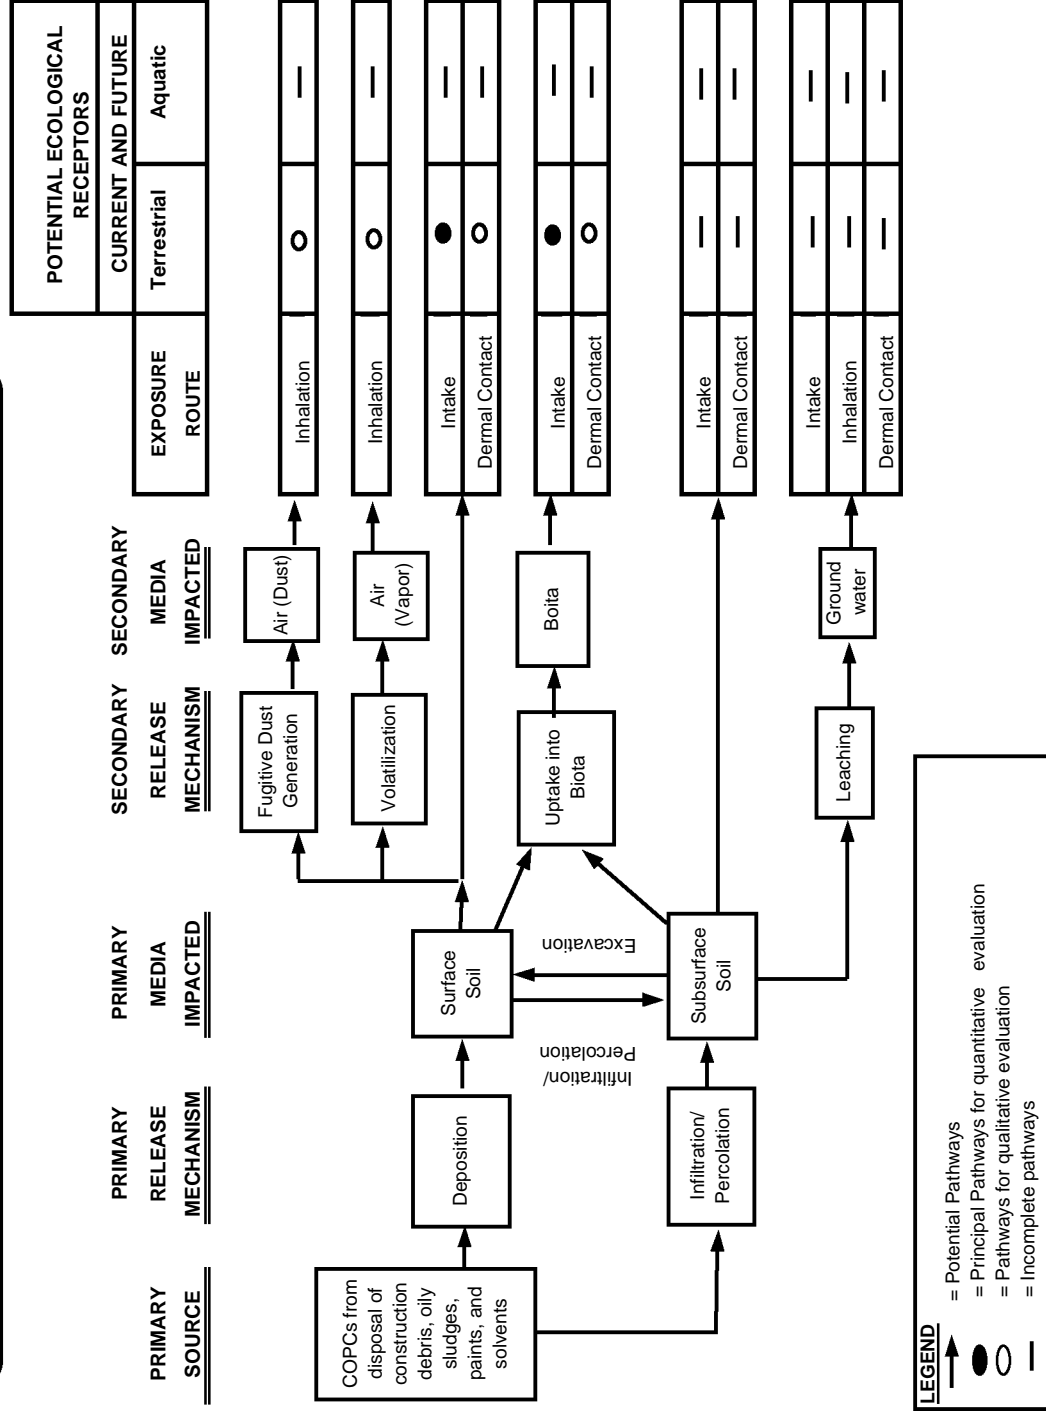 POTENTIAL ECOLOGICAL
RECEPTORS
CURRENT AND FUTURE
EXPOSURE
ROUTE
Terrestrial
Aquatic
PRIMARY
SOURCE
PRIMARY
RELEASE
MECHANISM
PRIMARY
MEDIA
IMPACTED
SECONDARY
RELEASE
MECHANISM
SECONDARY
MEDIA
IMPACTED
COPCs from
disposal of
construction
debris, oily
sludges,
paints, and
solvents
Deposition
Infiltration/
Percolation
Surface
Soil
Infiltration/
Percolation
Excavation
Subsurface
Soil
Fugitive Dust
Generation
Volatilization
Uptake into
Biota
Leaching
Air (Dust)
Air
(Vapor)
Boita
Ground
water
Inhalation
Inhalation
Intake
Dermal Contact
Intake
Dermal Contact
Intake
Dermal Contact
Intake
Inhalation
Dermal Contact
LEGEND
= Potential Pathways
= Principal Pathways for quantitative evaluation
= Pathways for qualitative evaluation
= Incomplete pathways